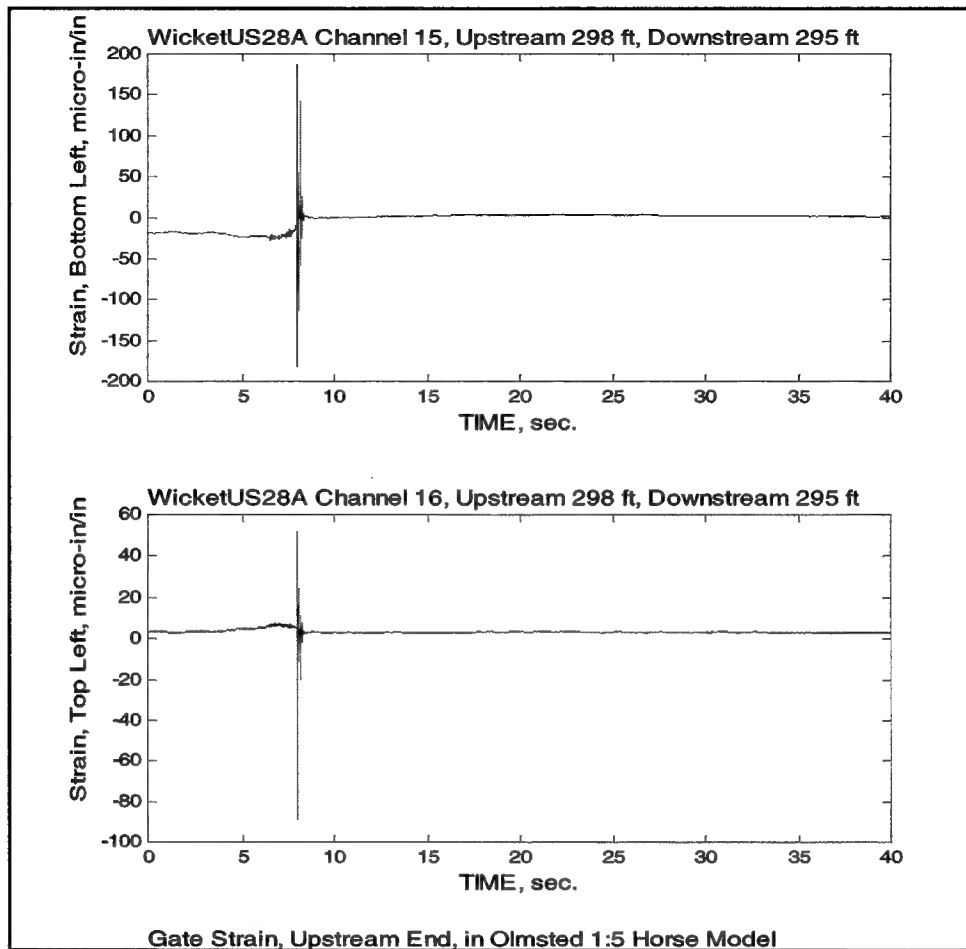 WicketUS28A Channel 15, Upstream 298 ft, Downstream 295 ft
Strain, Bottom Left, micro-in/in
200
150
100
50
0
-50
-100
-150
-200
0 5 10 15 20 25 30 35 40
TIME, sec.
WicketUS28A Channel 16, Upstream 298 ft, Downstream 295 ft
Strain, Top Left, micro-in/in
60
40
20
0
-20
-40
-60
-80
-100
0 5 10 15 20 25 30 35 40
TIME, sec.
Gate Strain, Upstream End, in Olmsted 1:5 Horse Model